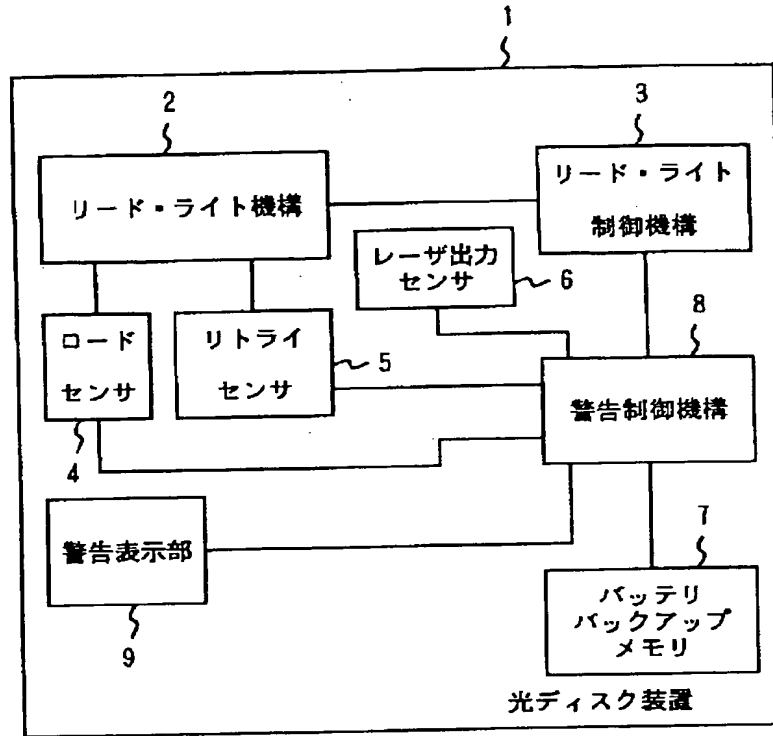 1
2
3
リード・ライト機構
リード・ライト
制御機構
レーザ出力
センサ
6
ロード
センサ
4
リトライ
センサ
5
8
警告制御機構
警告表示部
9
7
バッテリ
バックアップ
メモリ
光ディスク装置